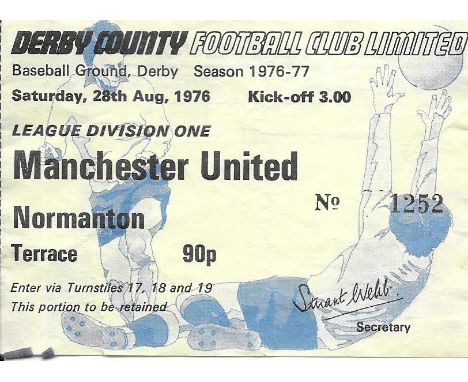 DERBY COUNTY FOOTBALL CLUB LIMITED
Baseball Ground, Derby Season 1976-77
Saturday, 28th Aug, 1976 Kick-off 3.00
LEAGUE DIVISION ONE
Manchester United
No 1252
Normanton
Terrace 90p
Enter via Turnstiles 17, 18 and 19
This portion to be retained
Stuart Webb
Secretary